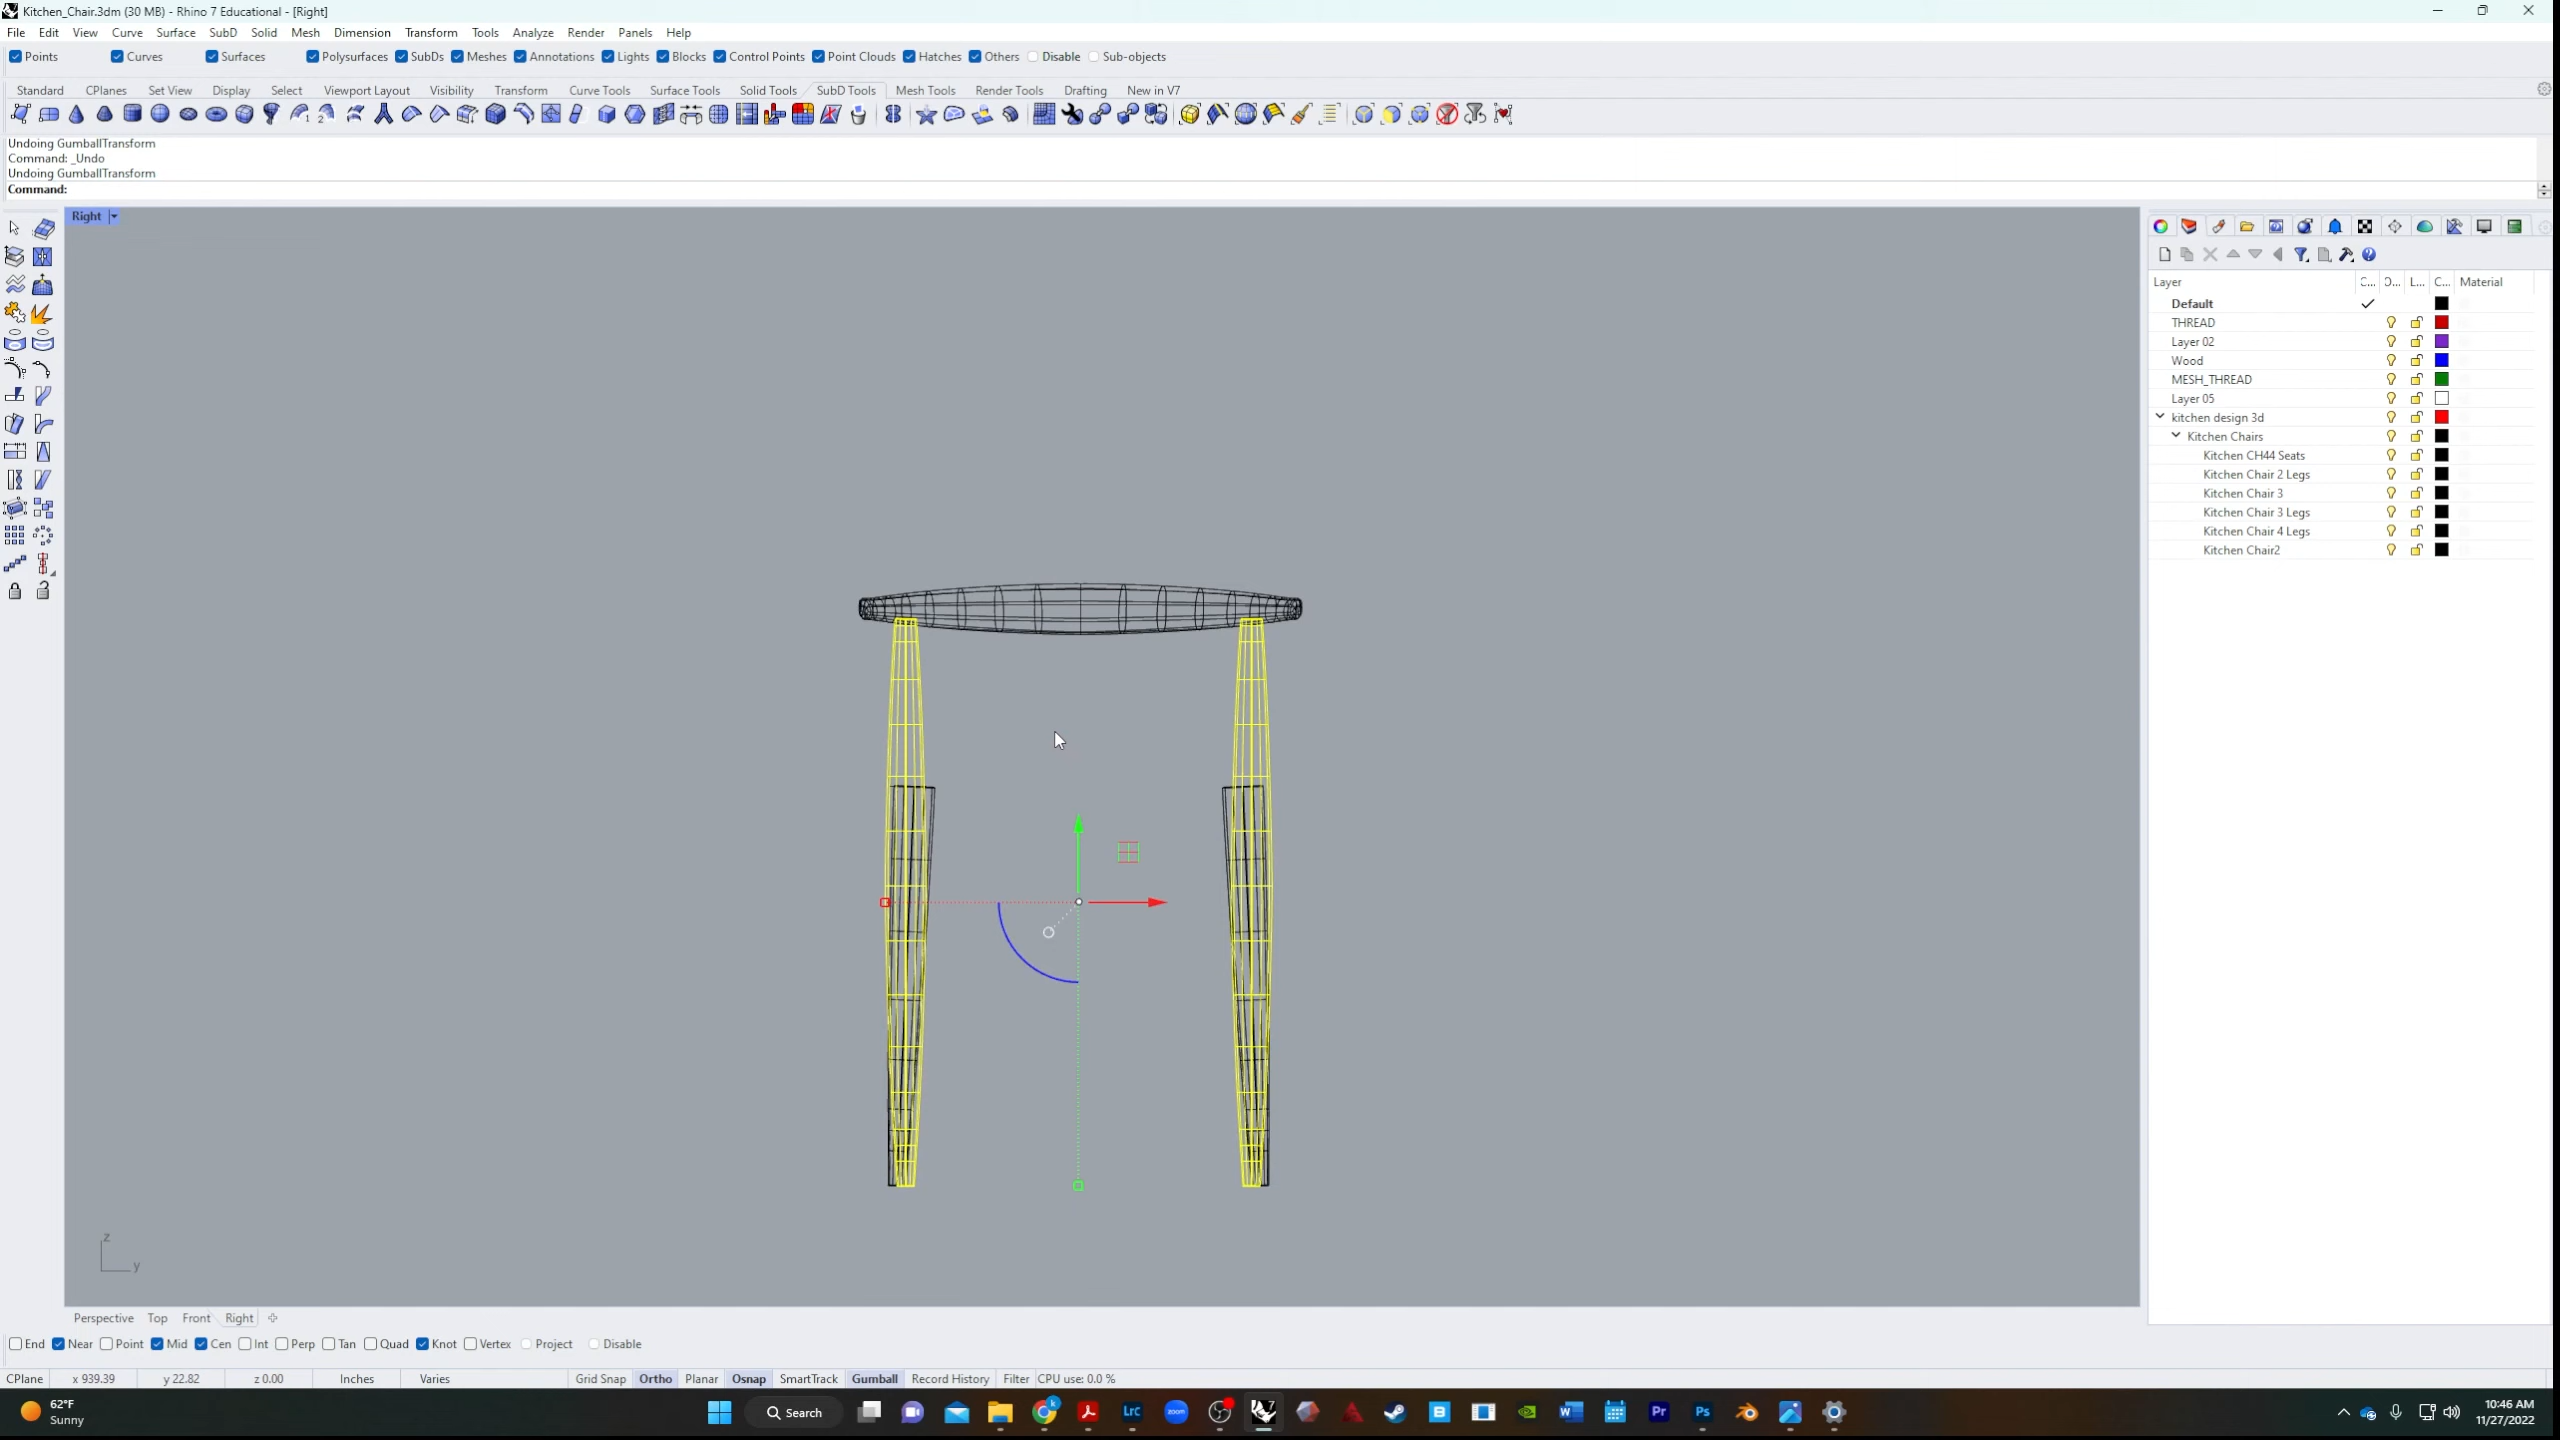 Kitchen_Chair.3dm (30 MB) - Rhino 7 Educational - [Right]
File Edit View Curve Surface SubD Solid Mesh Dimension Transform Tools Analyze Render Panels Help
Points Curves Surfaces Polysurfaces SubDs Meshes Annotations Lights Blocks Control Points Point Clouds Hatches Others Disable Sub-objects
Standard CPlanes Set View Display Select Viewport Layout Visibility Transform Curve Tools Surface Tools Solid Tools SubD Tools Mesh Tools Render Tools Drafting New in V7
Undoing GumballTransform
Command: _Undo
Undoing GumballTransform
Command:
Right
Layer C... O... L... C... Material
Default
THREAD
Layer 02
Wood
MESH_THREAD
Layer 05
kitchen design 3d
Kitchen Chairs
Kitchen CH44 Seats
Kitchen Chair 2 Legs
Kitchen Chair 3
Kitchen Chair 3 Legs
Kitchen Chair 4 Legs
Kitchen Chair2
z
y
Perspective Top Front Right
End Near Point Mid Cen Int Perp Tan Quad Knot Vertex Project Disable
CPlane x 939.39 y 22.82 z 0.00 Inches Varies Grid Snap Ortho Planar Osnap SmartTrack Gumball Record History Filter CPU use: 0.0 %
62°F
Sunny
Search
k
LrC
zoom
7
B
W
Pr
Ps
10:46 AM
11/27/2022